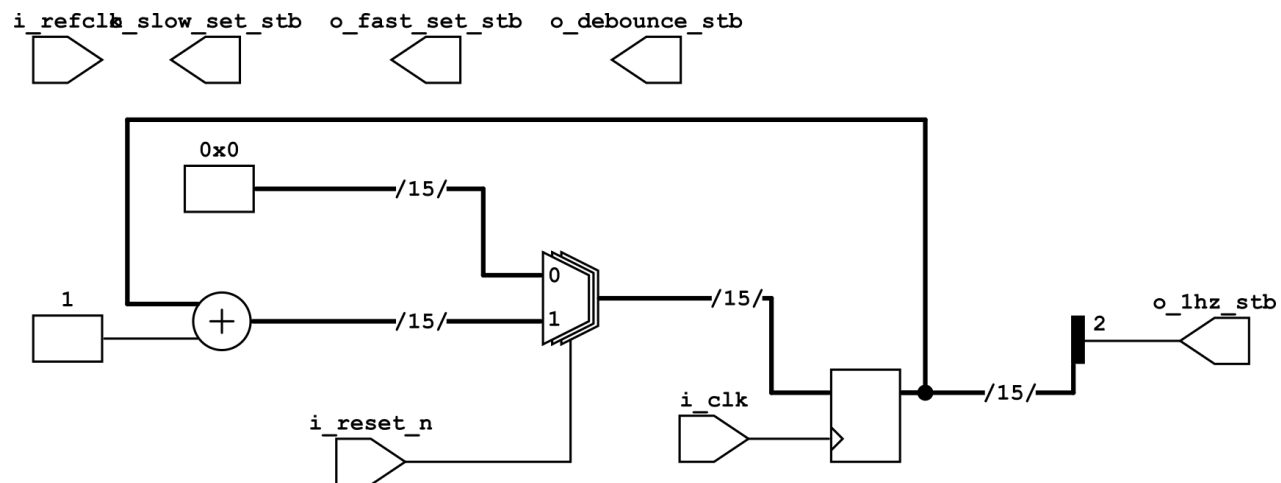 i_refclk o_slow_set_stb o_fast_set_stb o_debounce_stb
0x0
/15/
0
1
/15/
1
+
/15/
2
o_1hz_stb
/15/
i_clk
i_reset_n